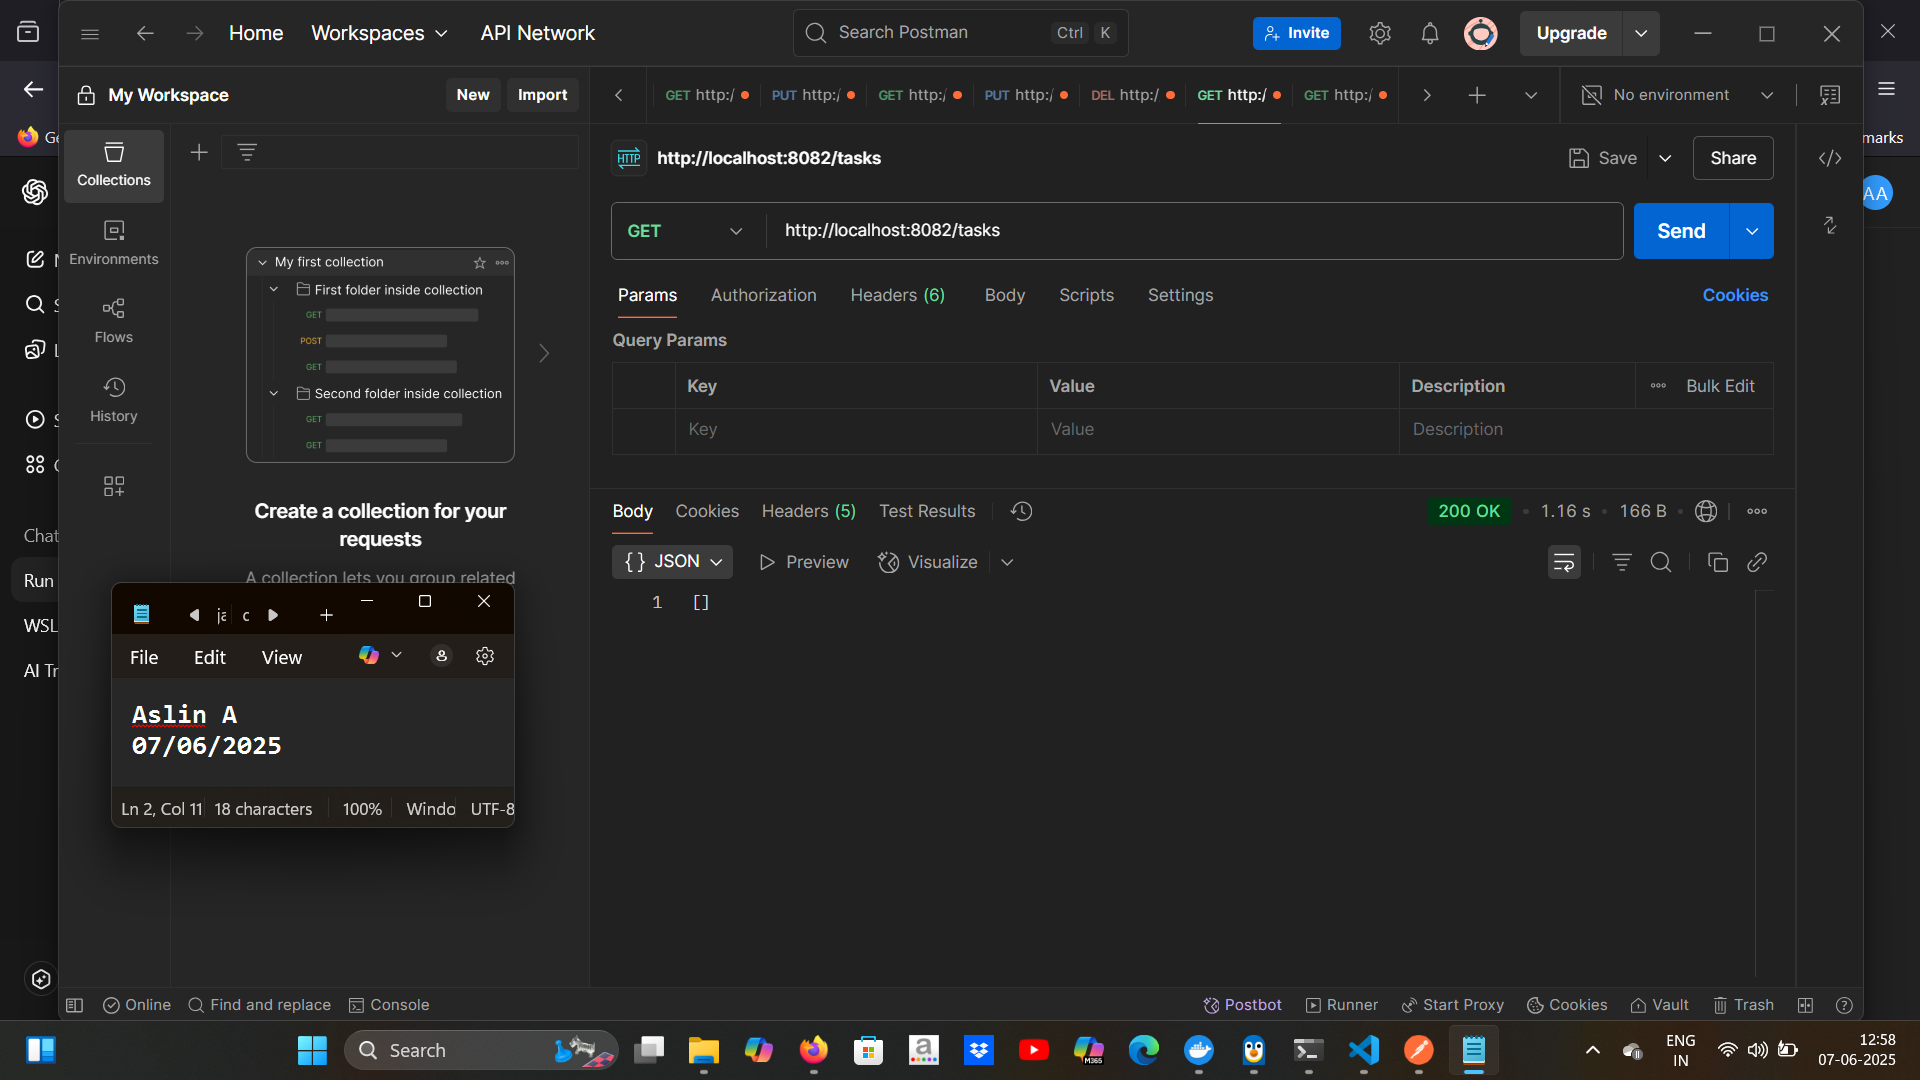 Home
Workspaces
API Network
Search Postman
Ctrl K
Invite
Upgrade
My Workspace
New
Import
GET http:/
PUT http:/
GET http:/
PUT http:/
DEL http:/
GET http:/
GET http:/
No environment
marks
Ge
HTTP http://localhost:8082/tasks
Save
Share
AA
Collections
Environments
Flows
History
GET http://localhost:8082/tasks
Send
Params
Authorization
Headers (6)
Body
Scripts
Settings
Cookies
Query Params
Key Value Description Bulk Edit
Key Value Description
My first collection
First folder inside collection
GET
POST
GET
Second folder inside collection
GET
GET
Create a collection for your
requests
A collection lets you group related
Body Cookies Headers (5) Test Results
200 OK 1.16 s 166 B
{} JSON Preview Visualize
1 []
Chat
Run
WSL
AI Tr
File Edit View
Aslin A
07/06/2025
Ln 2, Col 11 18 characters 100% Windo UTF-8
Online Find and replace Console
Postbot Runner Start Proxy Cookies Vault Trash
Search
M365
ENG
IN
12:58
07-06-2025